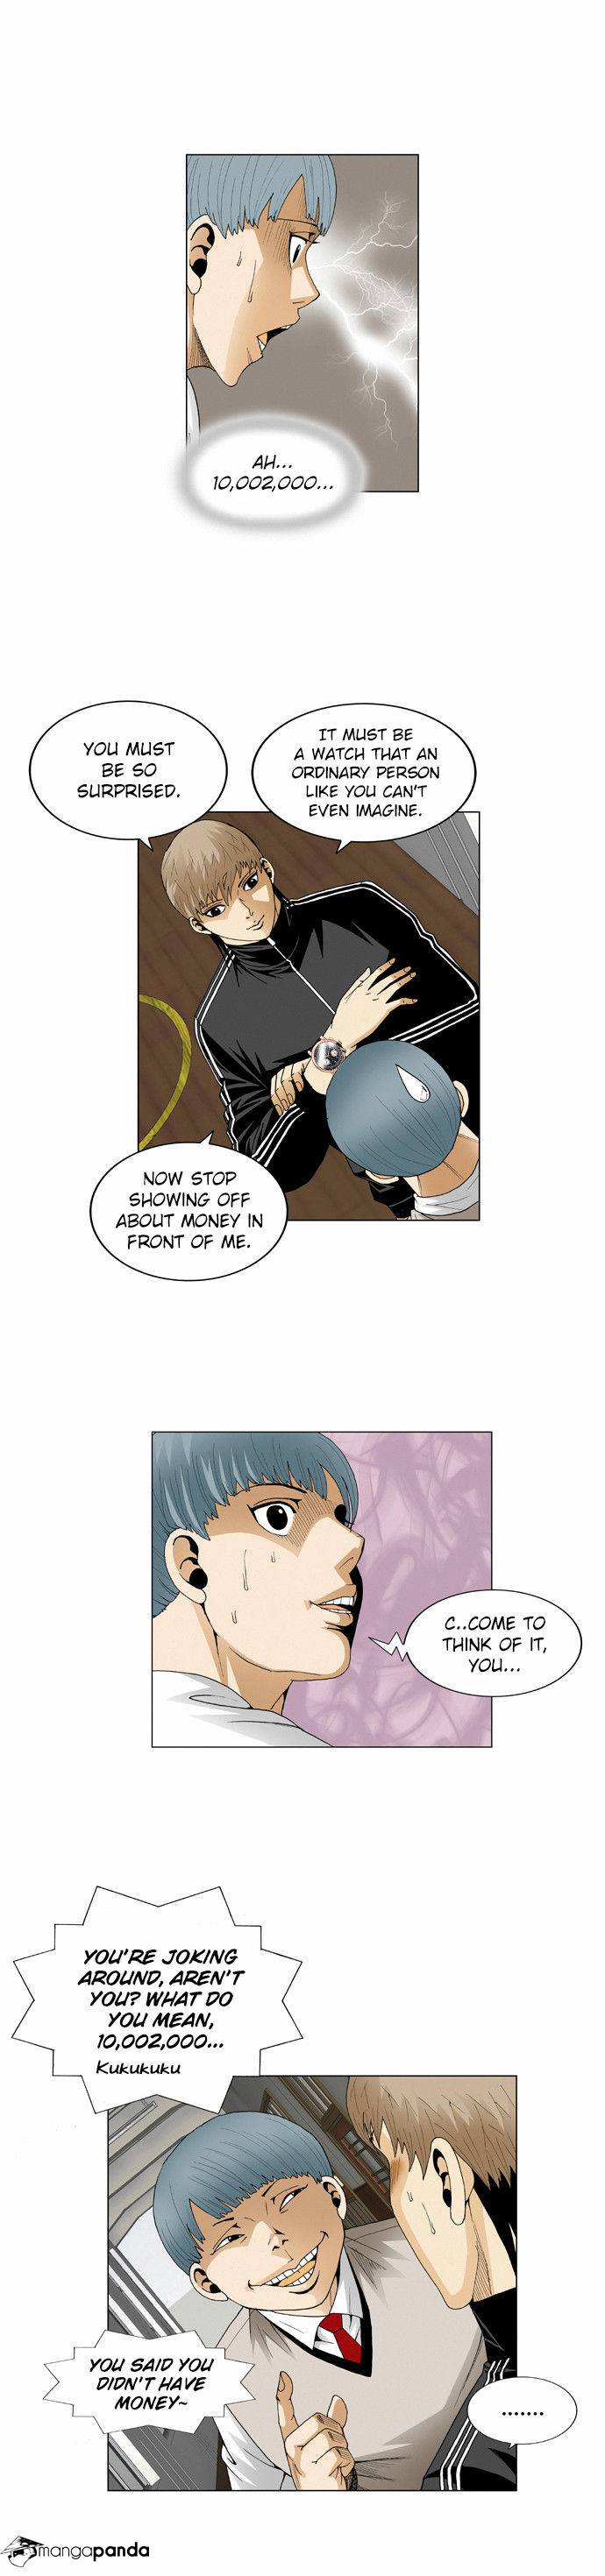 AH...
10,002,000...
YOU MUST
BE SO
SURPRISED.
IT MUST BE
A WATCH THAT AN
ORDINARY PERSON
LIKE YOU CAN'T
EVEN IMAGINE.
NOW STOP
SHOWING OFF
ABOUT MONEY IN
FRONT OF ME.
C..COME TO
THINK OF IT,
YOU...
YOU'RE JOKING
AROUND, AREN'T
YOU? WHAT DO
YOU MEAN,
10,002,000...
Kukukuku
YOU SAID YOU
DIDN'T HAVE
MONEY~
.......
mangapanda